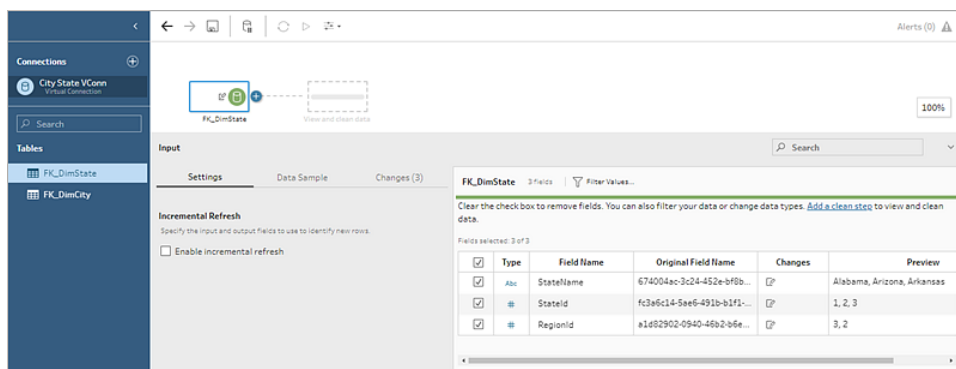 Alerts (0)
Connections
City State VConn
Virtual Connection
Search
Tables
FK_DimState
FK_DimCity
FK_DimState
View and clean data
100%
Input
Search
Settings
Data Sample
Changes (3)
Incremental Refresh
Specify the input and output fields to use to identify new rows.
Enable incremental refresh
FK_DimState 3 fields Filter Values...
Clear the check box to remove fields. You can also filter your data or change data types. Add a clean step to view and clean
data.
Fields selected: 3 of 3
Type Field Name Original Field Name Changes Preview
Abc StateName 674004ac-3c24-452e-bf8b... Alabama, Arizona, Arkansas
# StateId fc3a6c14-5ae6-491b-b1f1-... 1, 2, 3
# RegionId a1d82902-0940-46b2-b6e... 3, 2